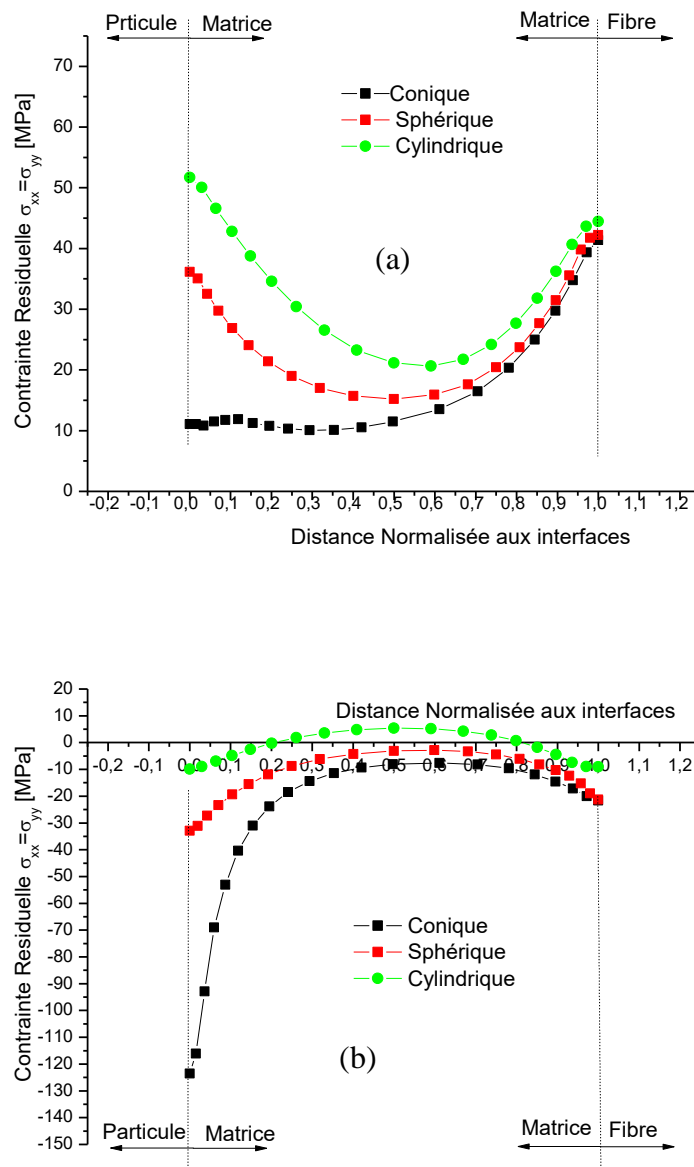 Prticule Matrice Matrice Fibre
70
60
50
40
30
20
10
0
Contrainte Residuelle σxx=σyy [MPa]
Conique
Sphérique
Cylindrique
(a)
-0,2 -0,1 0,0 0,1 0,2 0,3 0,4 0,5 0,6 0,7 0,8 0,9 1,0 1,1 1,2
Distance Normalisée aux interfaces
20
10
0
-10
-20
-30
-40
-50
-60
-70
-80
-90
-100
-110
-120
-130
-140
-150
Contrainte Residuelle σxx=σyy [MPa]
Distance Normalisée aux interfaces
-0,2 -0,1 0,0 0,1 0,2 0,3 0,4 0,5 0,6 0,7 0,8 0,9 1,0 1,1 1,2
Conique
Sphérique
Cylindrique
(b)
Particule Matrice Matrice Fibre